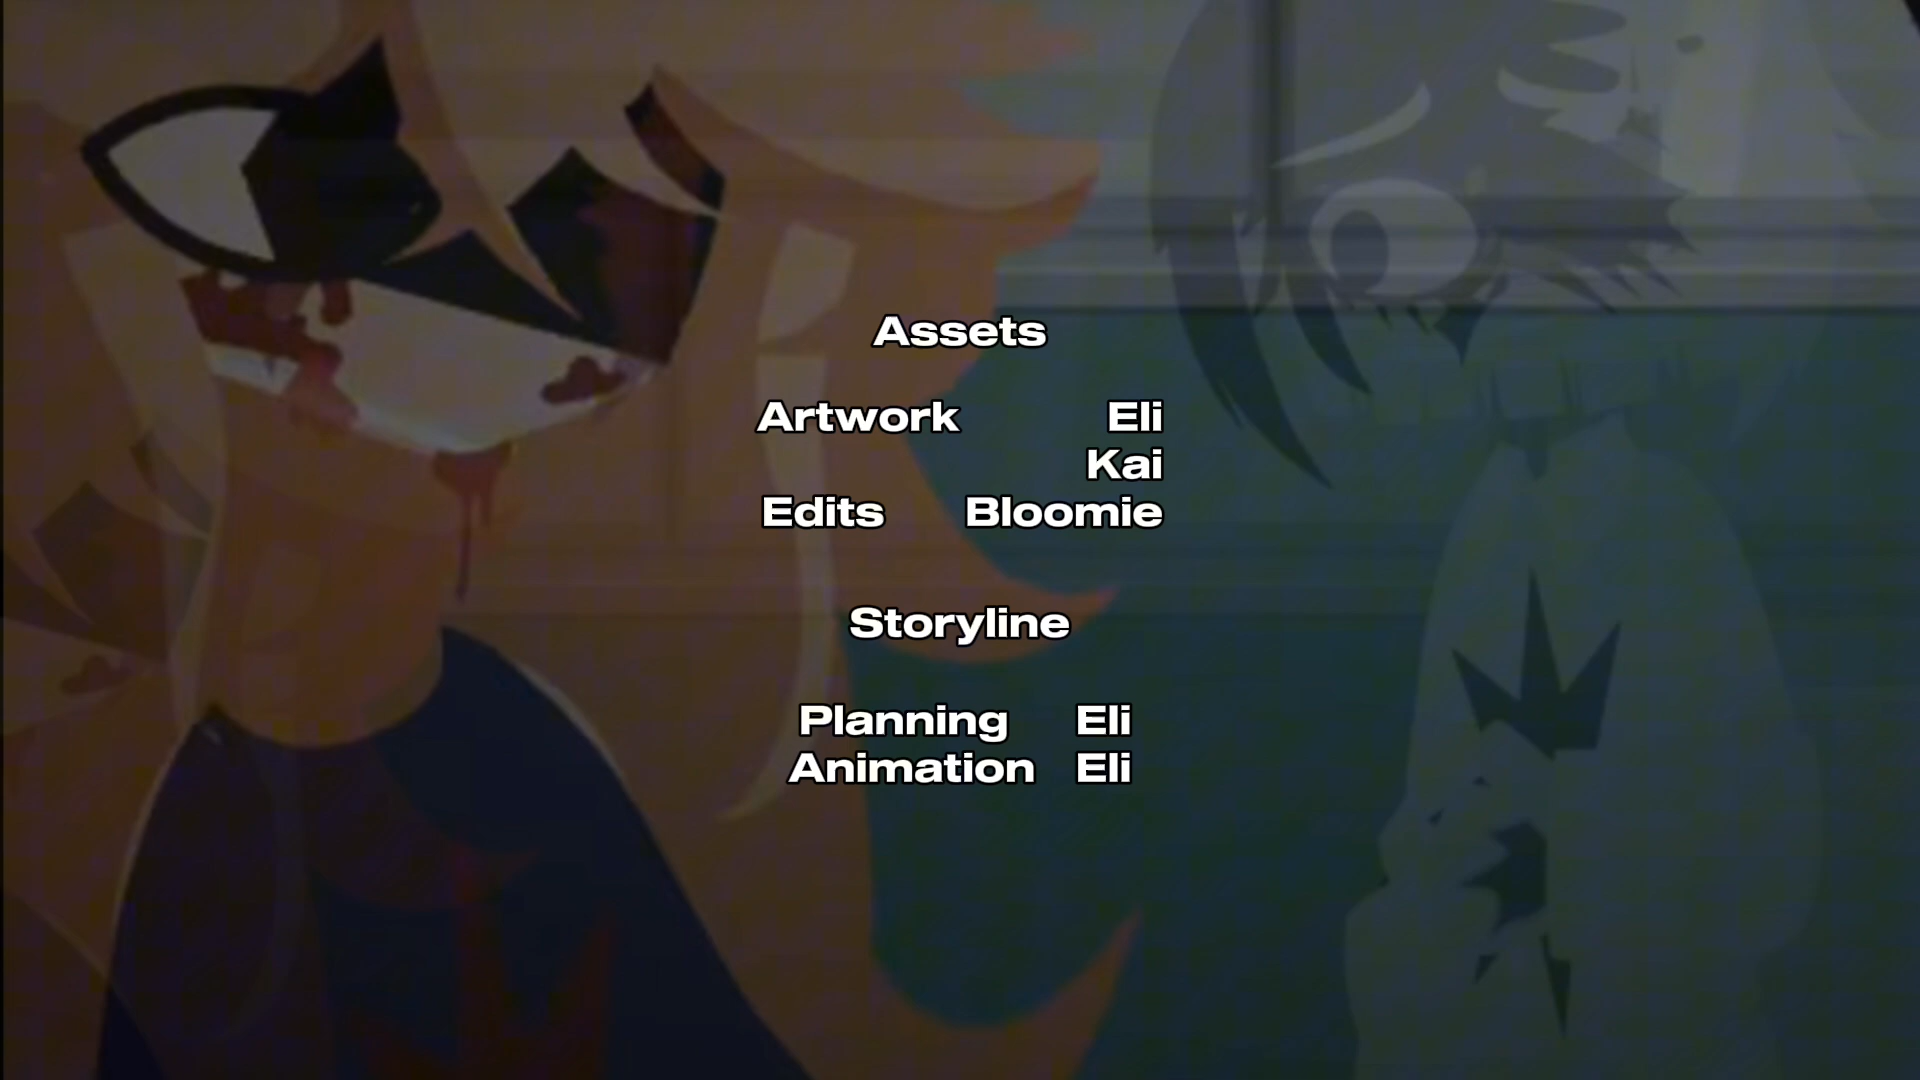 Assets
Artwork Eli
Kai
Edits Bloomie
Storyline
Planning Eli
Animation Eli